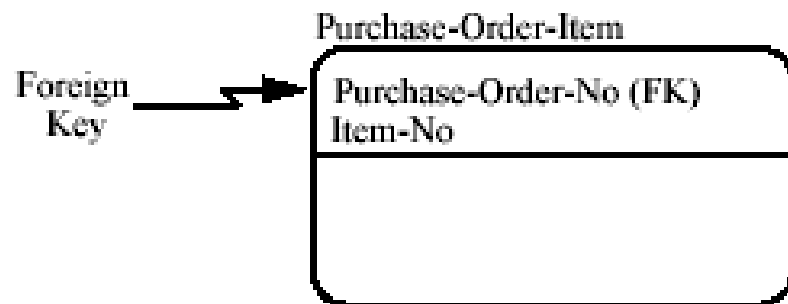 Purchase-Order-Item
Foreign
Key
Purchase-Order-No (FK)
Item-No